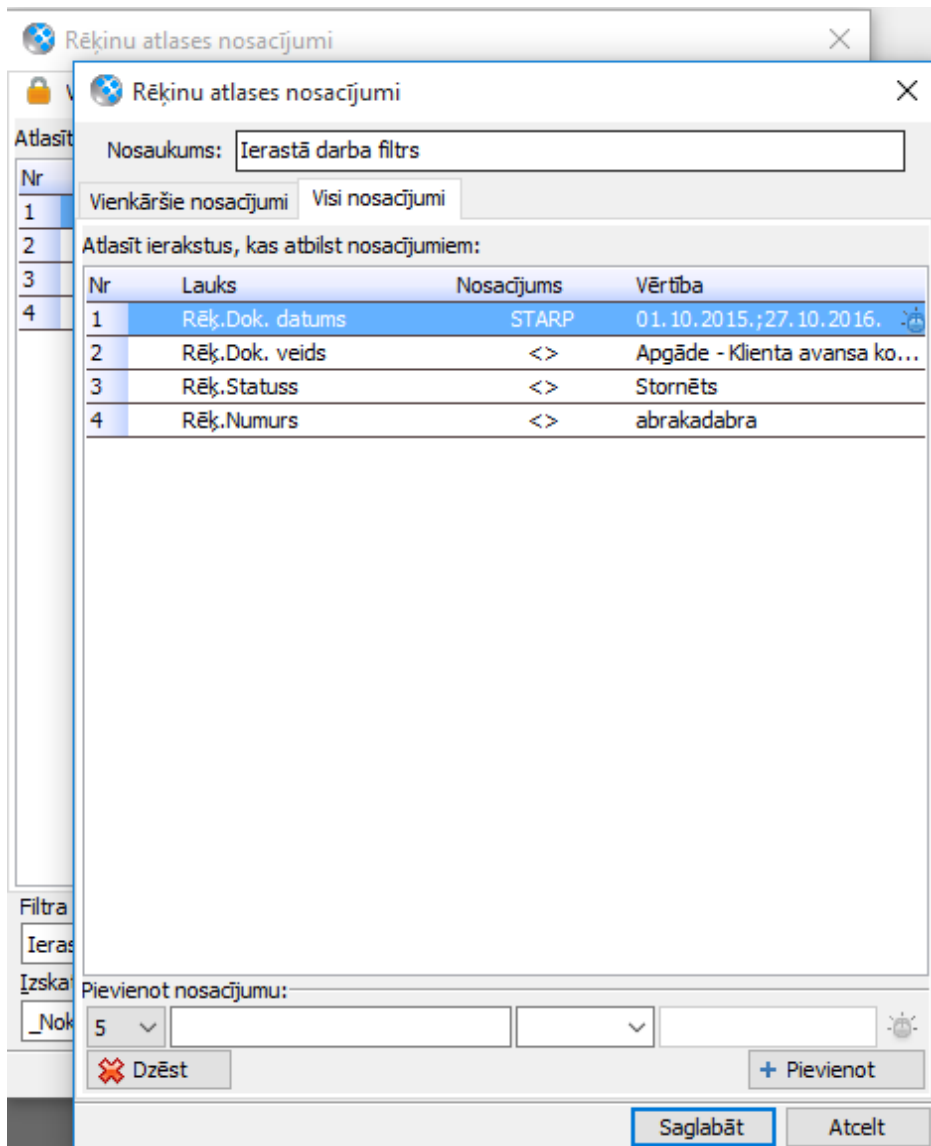 Rēķinu atlases nosacījumi
Rēķinu atlases nosacījumi
Atlasīt
Nosaukums: Ierastā darba filtrs
Nr
1
2
3
4
Vienkāršie nosacījumi Visi nosacījumi
Atlasīt ierakstus, kas atbilst nosacījumiem:
Nr Lauks Nosacījums Vērtība
1 Rēķ.Dok. datums STARP 01.10.2015.;27.10.2016.
2 Rēķ.Dok. veids <> Apgāde - Klienta avansa ko...
3 Rēķ.Statuss <> Stornēts
4 Rēķ.Numurs <> abrakadabra
Filtra
Ieras
Izska
_Nok
Pievienot nosacījumu:
5
Dzēst + Pievienot
Saglabāt Atcelt